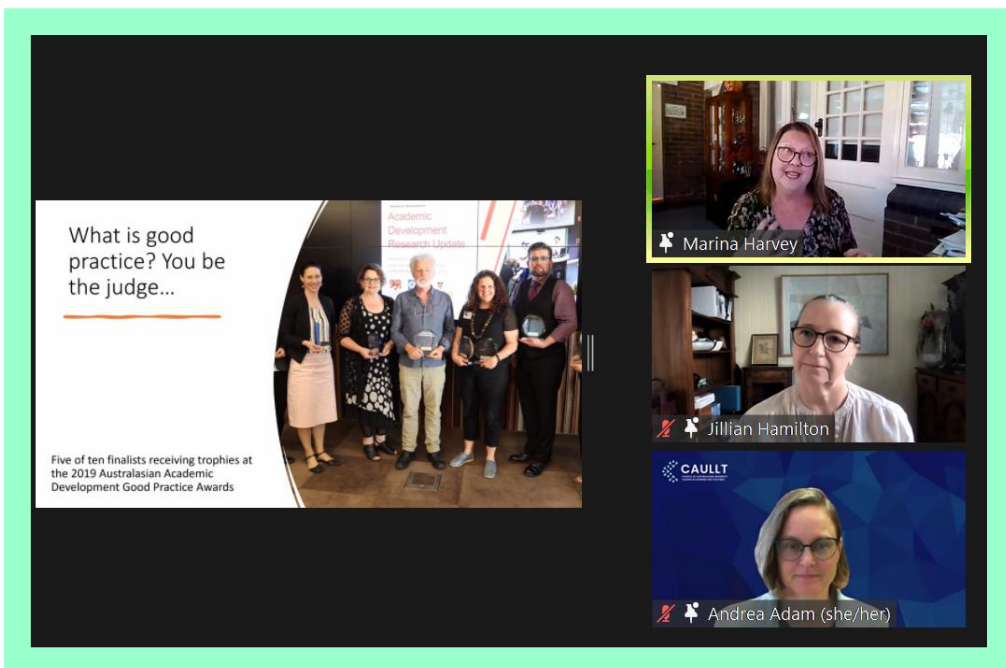 What is good
practice? You be
the judge...
Academic
Development
Research Update
Five of ten finalists receiving trophies at
the 2019 Australasian Academic
Development Good Practice Awards
Marina Harvey
Jillian Hamilton
CAULLT
Andrea Adam (she/her)